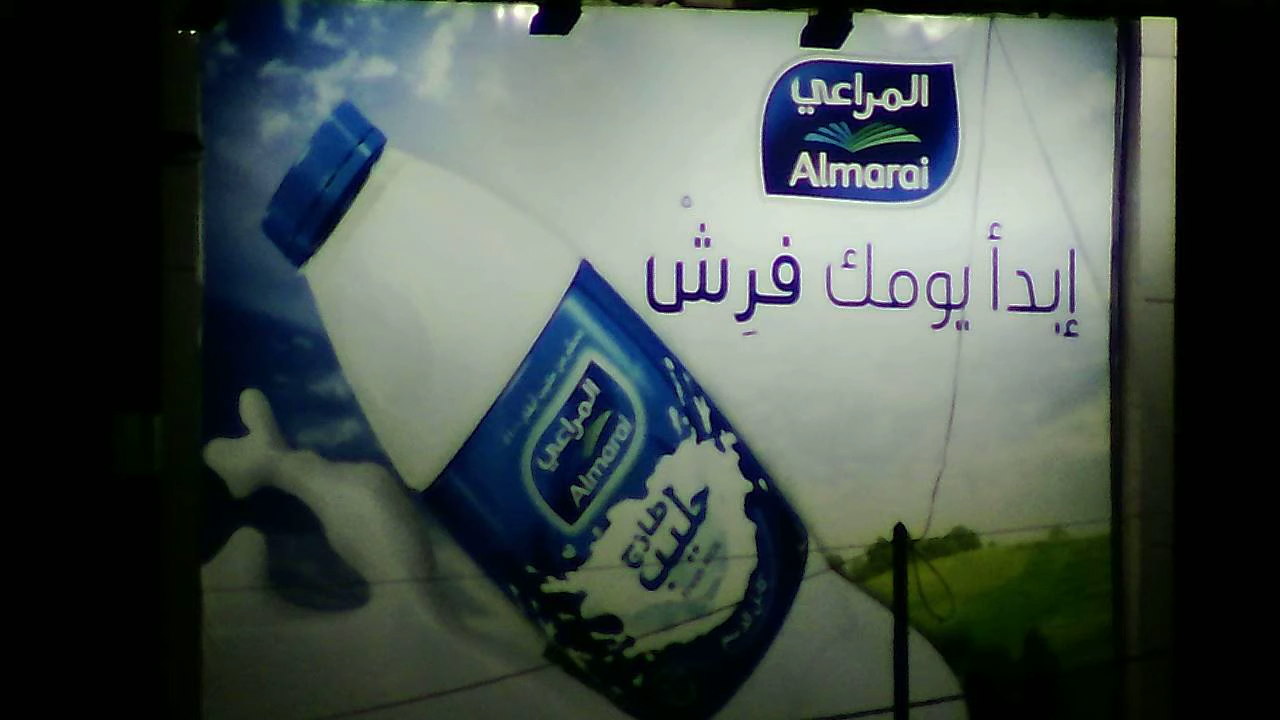 المراعي
Almarai
إبدأ يومك فرِشْ
المراعي
Almarai
حليب
طازج